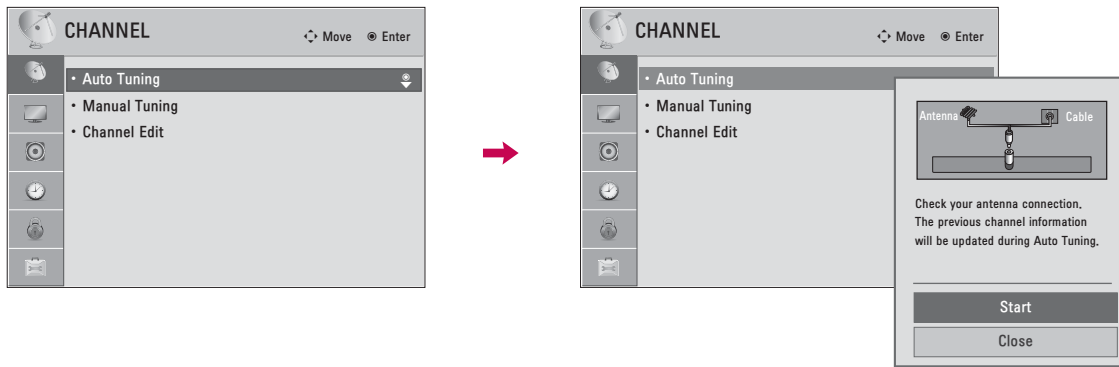 CHANNEL
Move Enter
• Auto Tuning
• Manual Tuning
• Channel Edit
CHANNEL
Move Enter
• Auto Tuning
• Manual Tuning
• Channel Edit
Antenna
Cable
Check your antenna connection.
The previous channel information
will be updated during Auto Tuning.
Start
Close